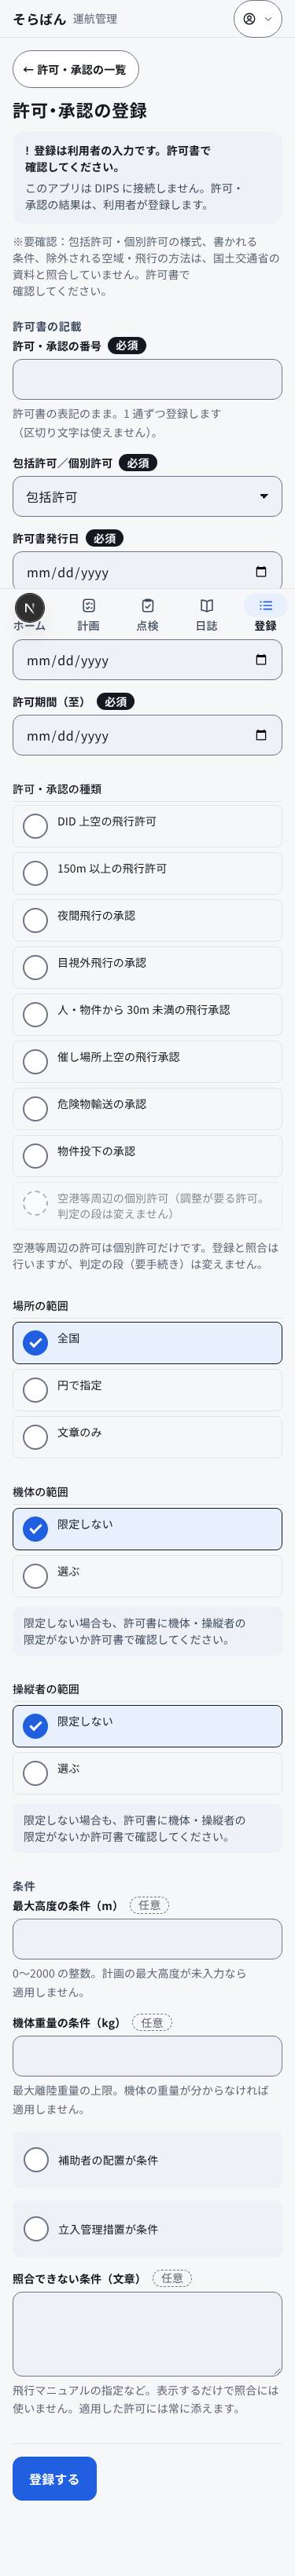 そらばん 運航管理
← 許可・承認の一覧
許可・承認の登録
! 登録は利用者の入力です。許可書で
確認してください。
このアプリは DIPS に接続しません。許可・
承認の結果は、利用者が登録します。
※要確認：包括許可・個別許可の様式、書かれる
条件、除外される空域・飛行の方法は、国土交通省の
資料と照合していません。許可書で
確認してください。
許可書の記載
許可・承認の番号 必須
許可書の表記のまま。1 通ずつ登録します
（区切り文字は使えません）。
包括許可／個別許可 必須
包括許可
許可書発行日 必須
mm/dd/yyyy
N
ホーム 計画 点検 日誌 登録
mm/dd/yyyy
許可期間（至） 必須
mm/dd/yyyy
許可・承認の種類
DID 上空の飛行許可
150m 以上の飛行許可
夜間飛行の承認
目視外飛行の承認
人・物件から 30m 未満の飛行承認
催し場所上空の飛行承認
危険物輸送の承認
物件投下の承認
空港等周辺の個別許可（調整が要る許可。
判定の段は変えません）
空港等周辺の許可は個別許可だけです。登録と照合は
行いますが、判定の段（要手続き）は変えません。
場所の範囲
全国
円で指定
文章のみ
機体の範囲
限定しない
選ぶ
限定しない場合も、許可書に機体・操縦者の
限定がないか許可書で確認してください。
操縦者の範囲
限定しない
選ぶ
限定しない場合も、許可書に機体・操縦者の
限定がないか許可書で確認してください。
条件
最大高度の条件（m） 任意
0〜2000 の整数。計画の最大高度が未入力なら
適用しません。
機体重量の条件（kg） 任意
最大離陸重量の上限。機体の重量が分からなければ
適用しません。
補助者の配置が条件
立入管理措置が条件
照合できない条件（文章） 任意
飛行マニュアルの指定など。表示するだけで照合には
使いません。適用した許可には常に添えます。
登録する